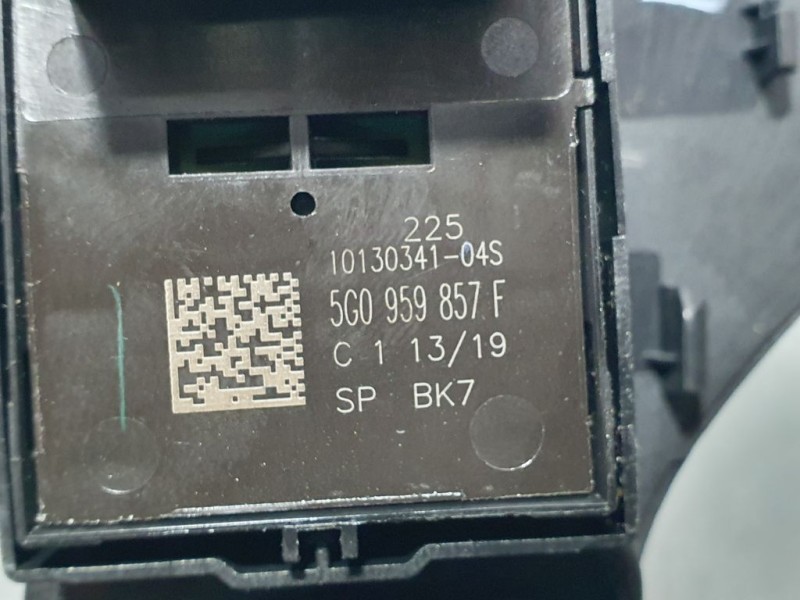 225
10130341-04S
5G0 959 857 F
C 1 13/19
SP BK7